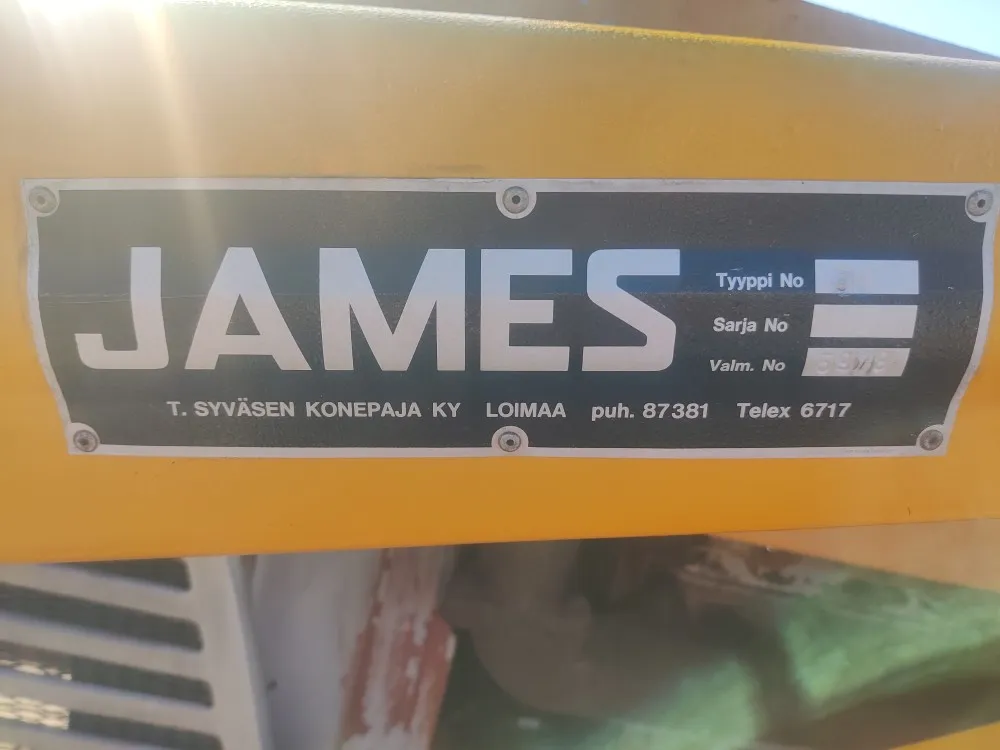 JAMES
Tyyppi No
Sarja No
Valm. No
T. SYVÄSEN KONEPAJA KY LOIMAA puh. 87381 Telex 6717